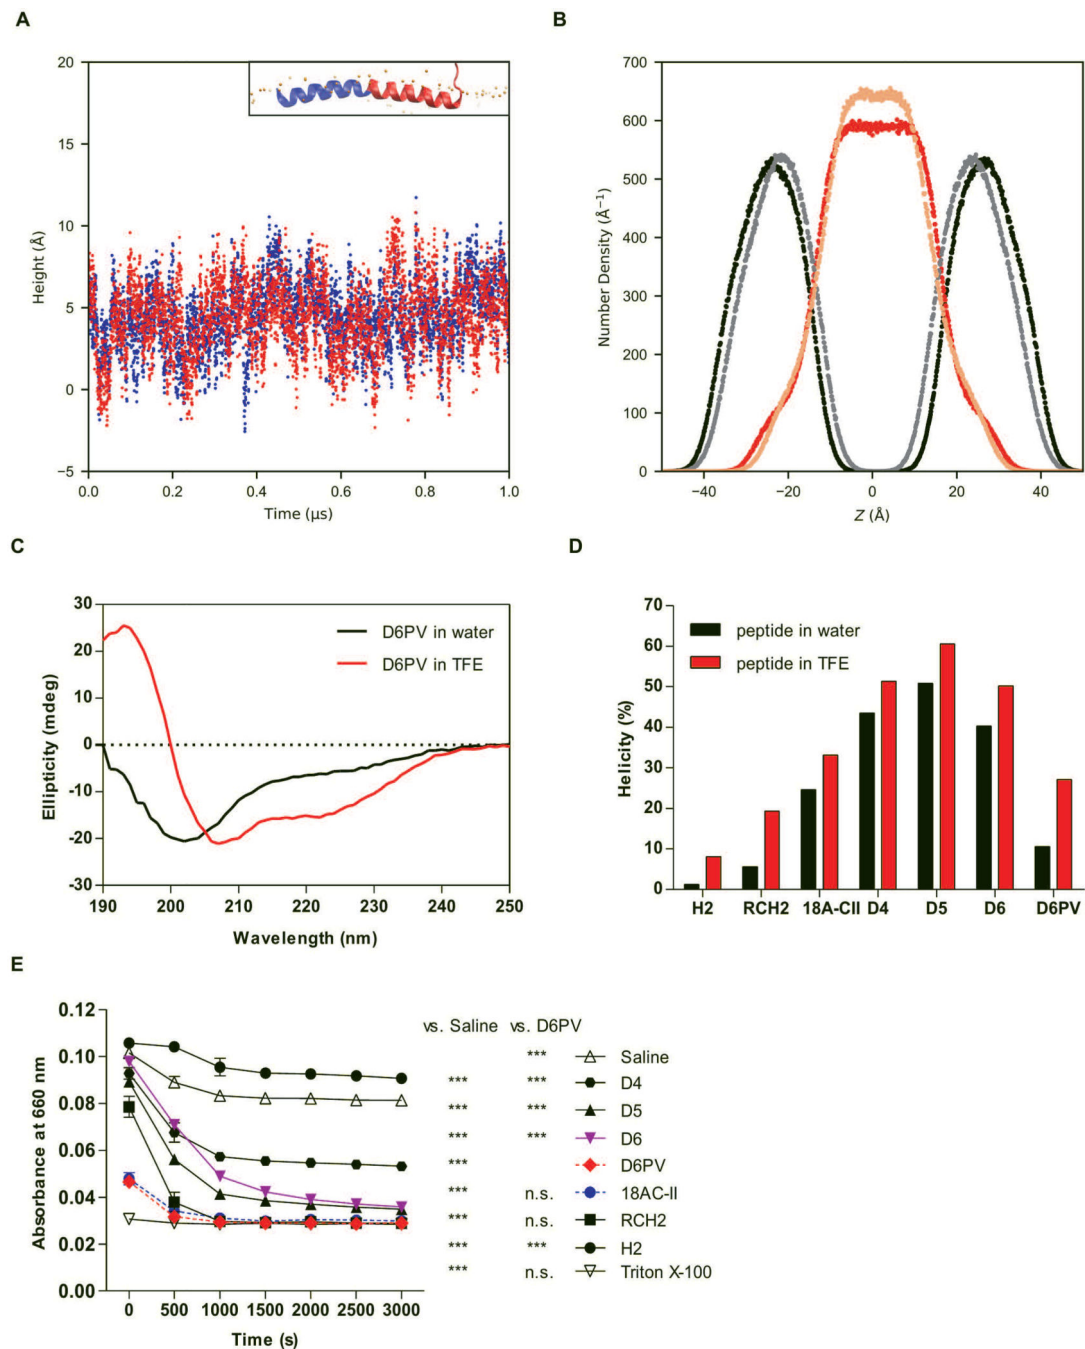 A
20
15
10
5
0
−5
Height (Å)
0.0 0.2 0.4 0.6 0.8 1.0
Time (µs)
B
700
600
500
400
300
200
100
0
Number Density (Å⁻¹)
−40 −20 0 20 40
Z (Å)
C
30
20
10
0
-10
-20
-30
Ellipticity (mdeg)
D6PV in water
D6PV in TFE
190 200 210 220 230 240 250
Wavelength (nm)
D
70
60
50
40
30
20
10
0
Helicity (%)
peptide in water
peptide in TFE
H2 RCH2 18A-CII D4 D5 D6 D6PV
E
0.12
0.10
0.08
0.06
0.04
0.02
0.00
Absorbance at 660 nm
0 500 1000 1500 2000 2500 3000
Time (s)
vs. Saline vs. D6PV
*** Saline
*** *** D4
*** *** D5
*** *** D6
*** D6PV
*** n.s. 18AC-II
*** n.s. RCH2
*** *** H2
*** n.s. Triton X-100